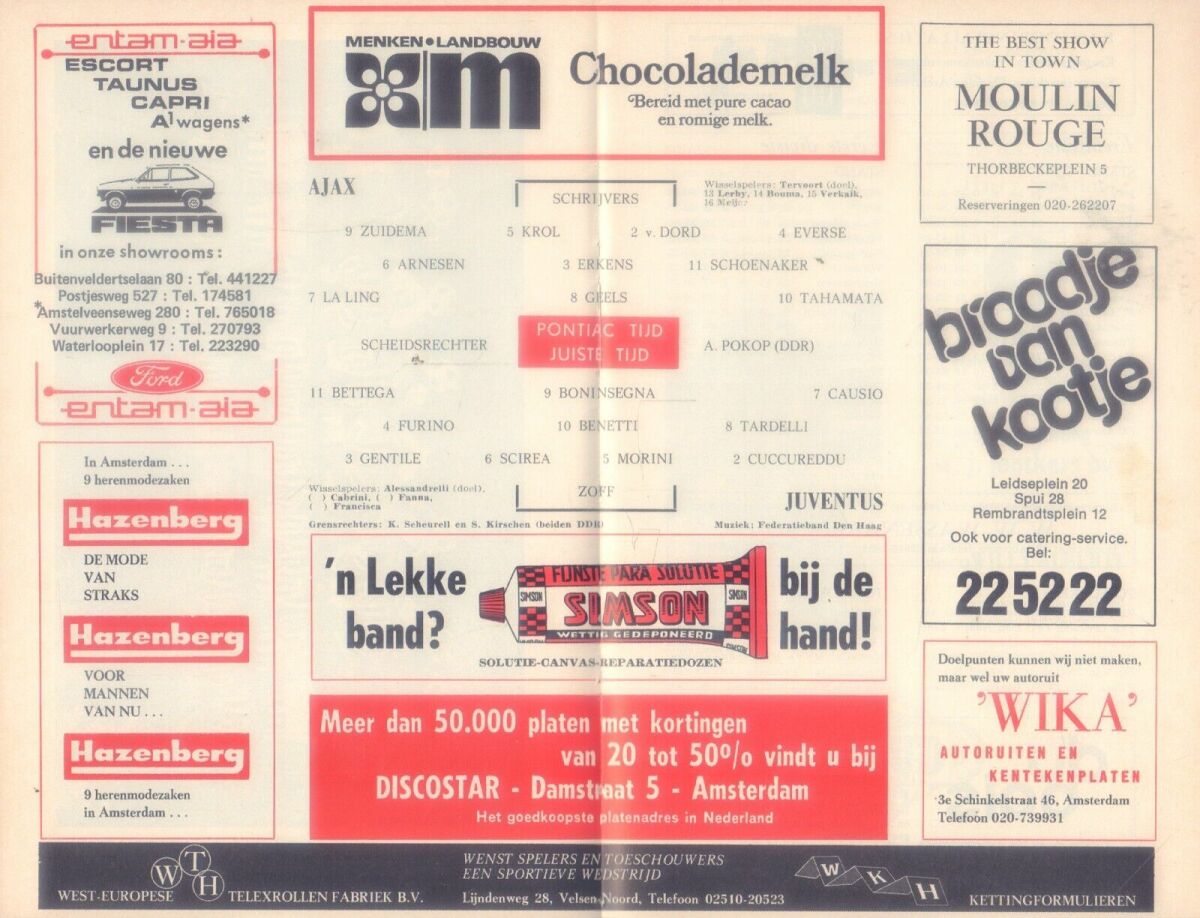 entam-aia
ESCORT
TAUNUS
CAPRI
A1 wagens*
en de nieuwe
FIESTA
in onze showrooms :
Buitenveldertselaan 80 : Tel. 441227
Postjesweg 527 : Tel. 174581
*Amstelveenseweg 280 : Tel. 765018
Vuurwerkerweg 9 : Tel. 270793
Waterlooplein 17 : Tel. 223290
Ford
entam-aia
In Amsterdam . . .
9 herenmodezaken
Hazenberg
DE MODE
VAN
STRAKS
Hazenberg
VOOR
MANNEN
VAN NU . . .
Hazenberg
9 herenmodezaken
in Amsterdam . . .
MENKEN•LANDBOUW
m
Chocolademelk
Bereid met pure cacao
en romige melk.
AJAX
SCHRIJVERS
Wisselspelers: Tervoort (doel),
13 Lerby, 14 Bouma, 15 Verkaik,
16 Meijer
9 ZUIDEMA 5 KROL 2 v. DORD 4 EVERSE
6 ARNESEN 3 ERKENS 11 SCHOENAKER
7 LA LING 8 GEELS 10 TAHAMATA
PONTIAC TIJD
JUISTE TIJD
SCHEIDSRECHTER A. POKOP (DDR)
11 BETTEGA 9 BONINSEGNA 7 CAUSIO
4 FURINO 10 BENETTI 8 TARDELLI
3 GENTILE 6 SCIREA 5 MORINI 2 CUCCUREDDU
Wisselspelers: Alessandrelli (doel),
( ) Cabrini, ( ) Fanna,
( ) Francisca
ZOFF
JUVENTUS
Grensrechters: K. Scheurell en S. Kirschen (beiden DDR)
Muziek: Federatieband Den Haag
'n Lekke
band?
FIJNSTE PARA SOLUTIE
SIMSON
SIMSON
SIMSON
WETTIG GEDEPONEERD
SIMSON
bij de
hand!
SOLUTIE-CANVAS-REPARATIEDOZEN
Meer dan 50.000 platen met kortingen
van 20 tot 50% vindt u bij
DISCOSTAR - Damstraat 5 - Amsterdam
Het goedkoopste platenadres in Nederland
THE BEST SHOW
IN TOWN
MOULIN
ROUGE
THORBECKEPLEIN 5
Reserveringen 020-262207
broodje
van
kootje
Leidseplein 20
Spui 28
Rembrandtsplein 12
Ook voor catering-service.
Bel:
22 52 22
Doelpunten kunnen wij niet maken,
maar wel uw autoruit
'WIKA'
AUTORUITEN EN
KENTEKENPLATEN
3e Schinkelstraat 46, Amsterdam
Telefoon 020-739931
WTH
WEST-EUROPESE TELEXROLLEN FABRIEK B.V.
WENST SPELERS EN TOESCHOUWERS
EEN SPORTIEVE WEDSTRIJD
Lijndenweg 28, Velsen-Noord, Telefoon 02510-20523
WKH
KETTINGFORMULIEREN